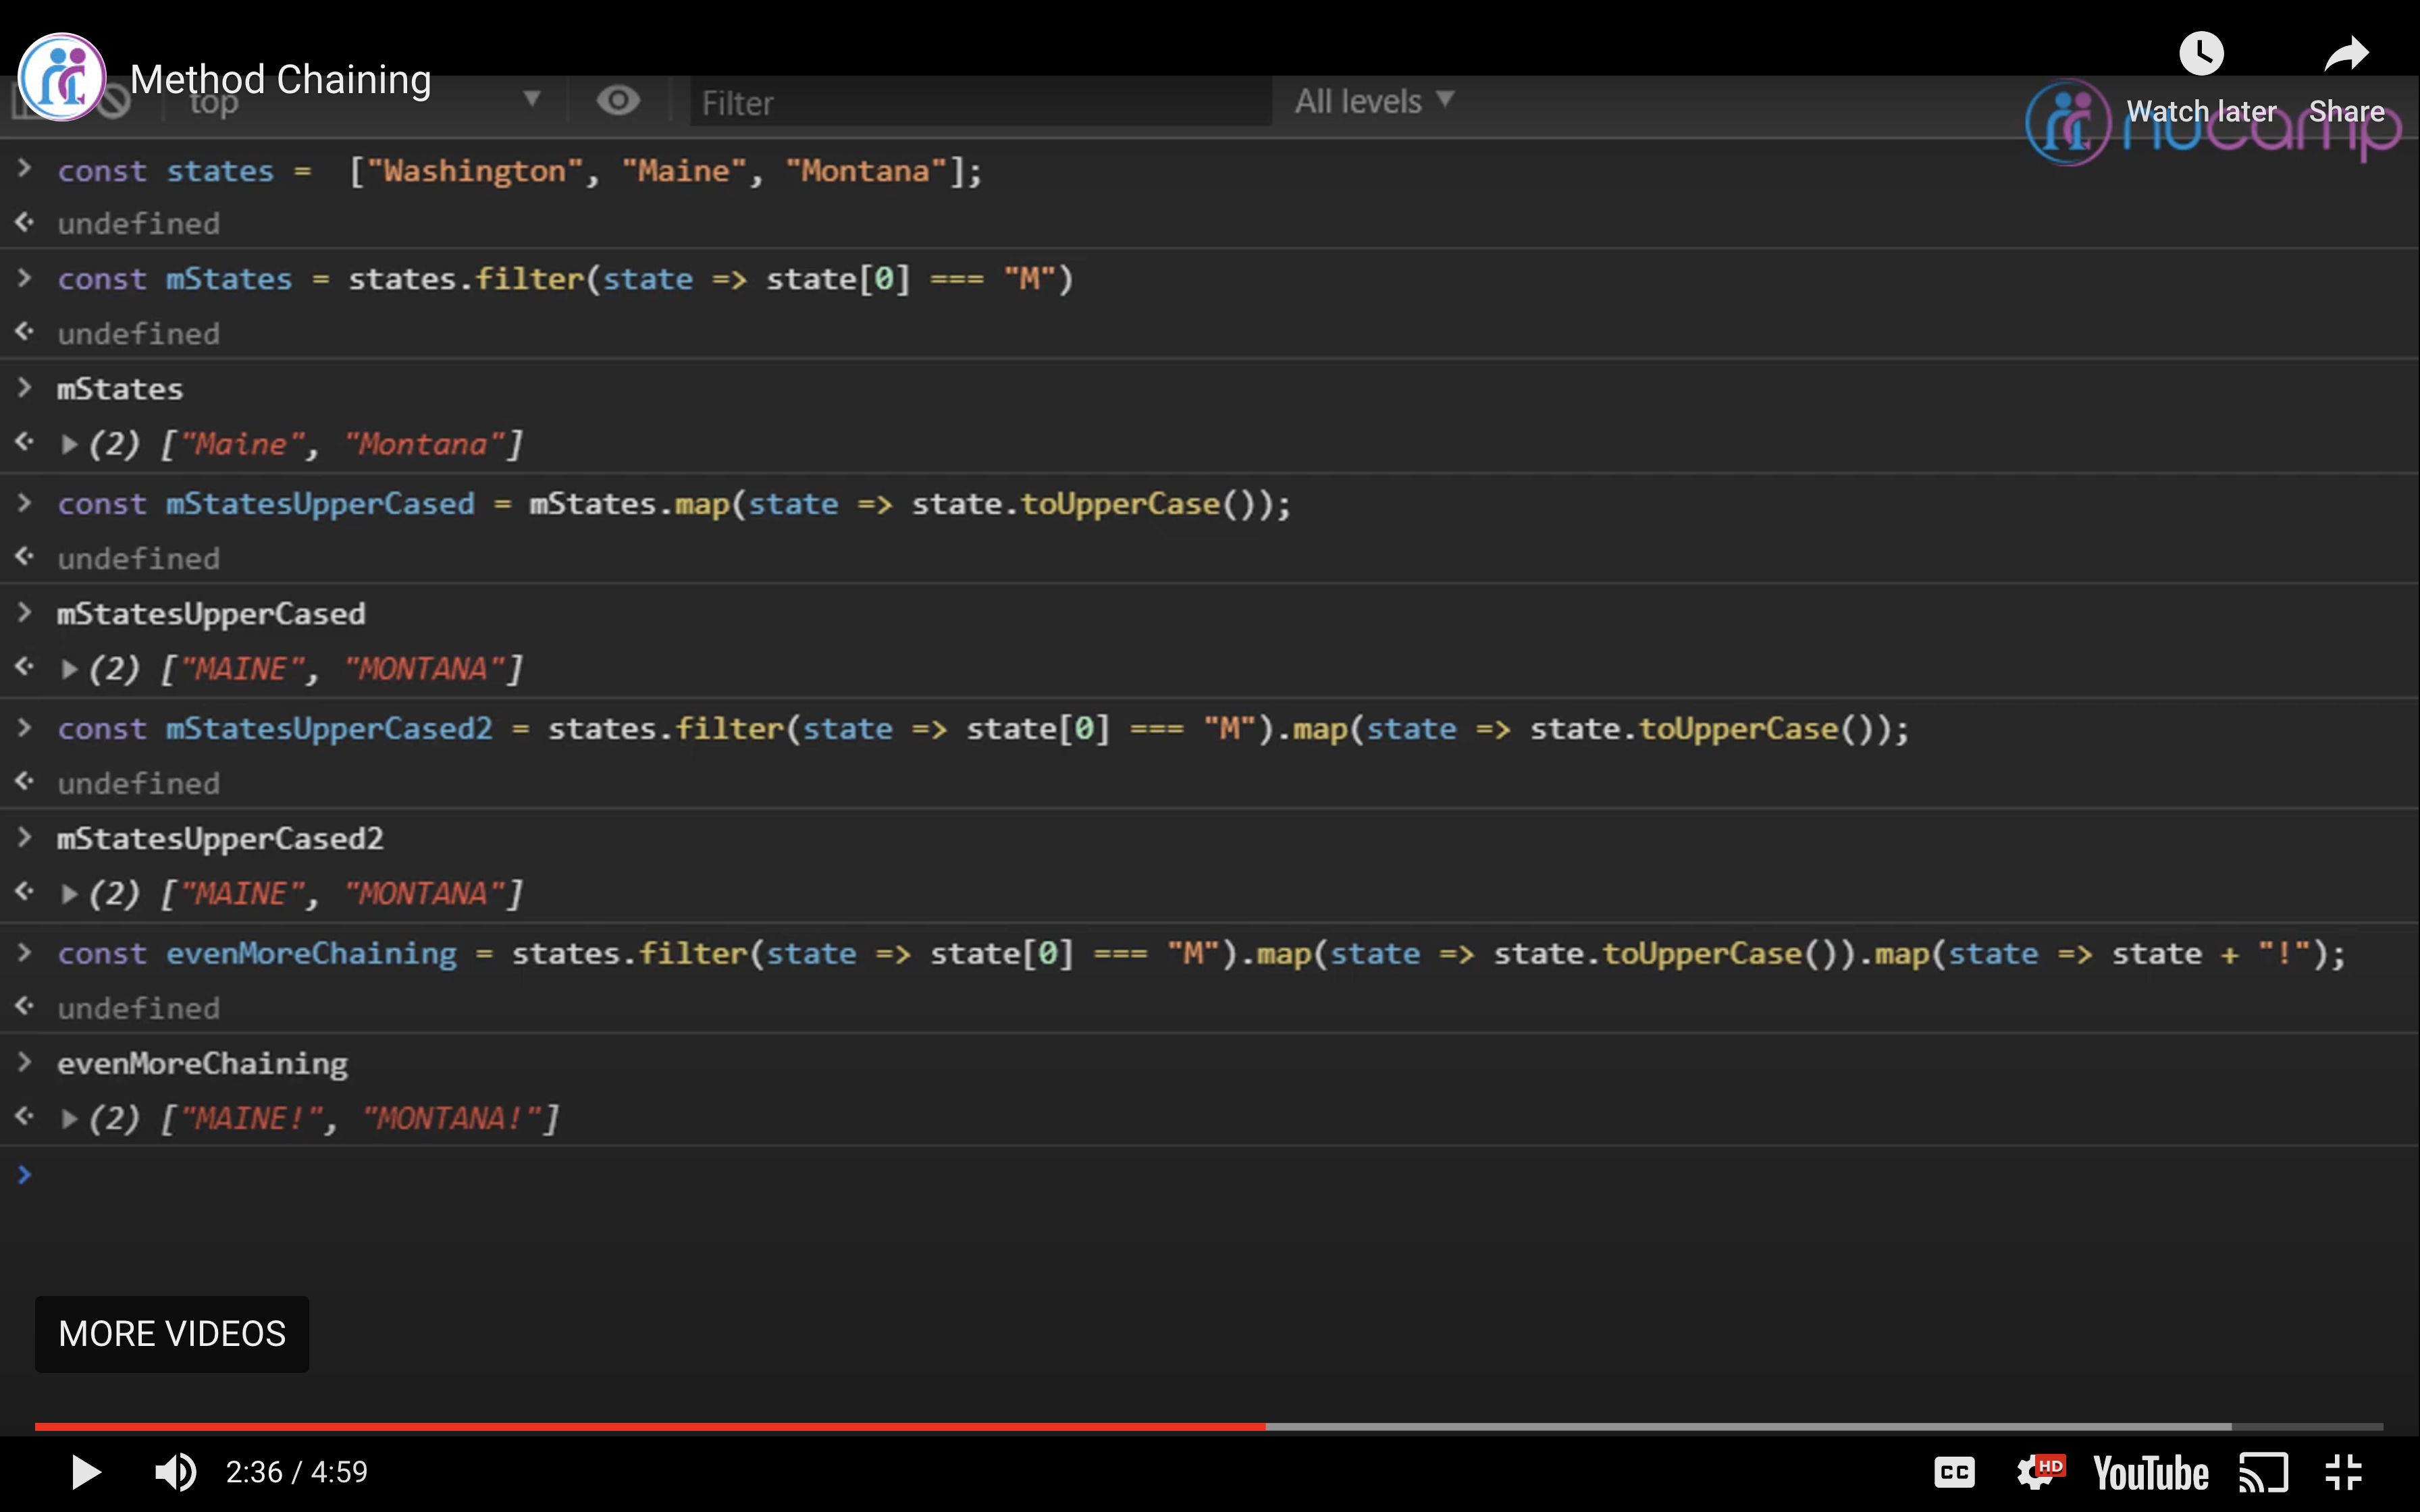 Method Chaining
Watch later Share
top Filter All levels
nucamp
const states =  ["Washington", "Maine", "Montana"];
undefined
const mStates = states.filter(state => state[0] === "M")
undefined
mStates
(2) ["Maine", "Montana"]
const mStatesUpperCased = mStates.map(state => state.toUpperCase());
undefined
mStatesUpperCased
(2) ["MAINE", "MONTANA"]
const mStatesUpperCased2 = states.filter(state => state[0] === "M").map(state => state.toUpperCase());
undefined
mStatesUpperCased2
(2) ["MAINE", "MONTANA"]
const evenMoreChaining = states.filter(state => state[0] === "M").map(state => state.toUpperCase()).map(state => state + "!");
undefined
evenMoreChaining
(2) ["MAINE!", "MONTANA!"]
MORE VIDEOS
2:36 / 4:59 CC HD YouTube